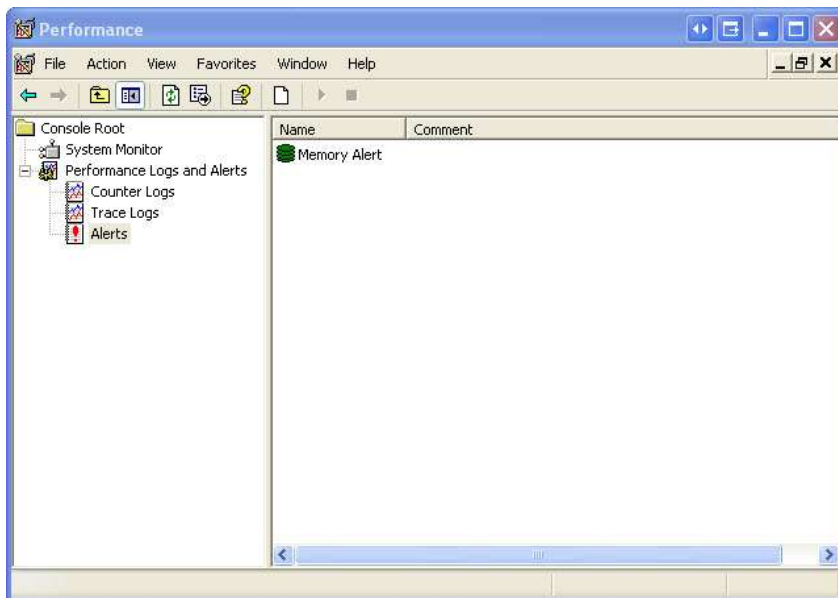 Performance
File Action View Favorites Window Help
Console Root
System Monitor
Performance Logs and Alerts
Counter Logs
Trace Logs
Alerts
Name Comment
Memory Alert